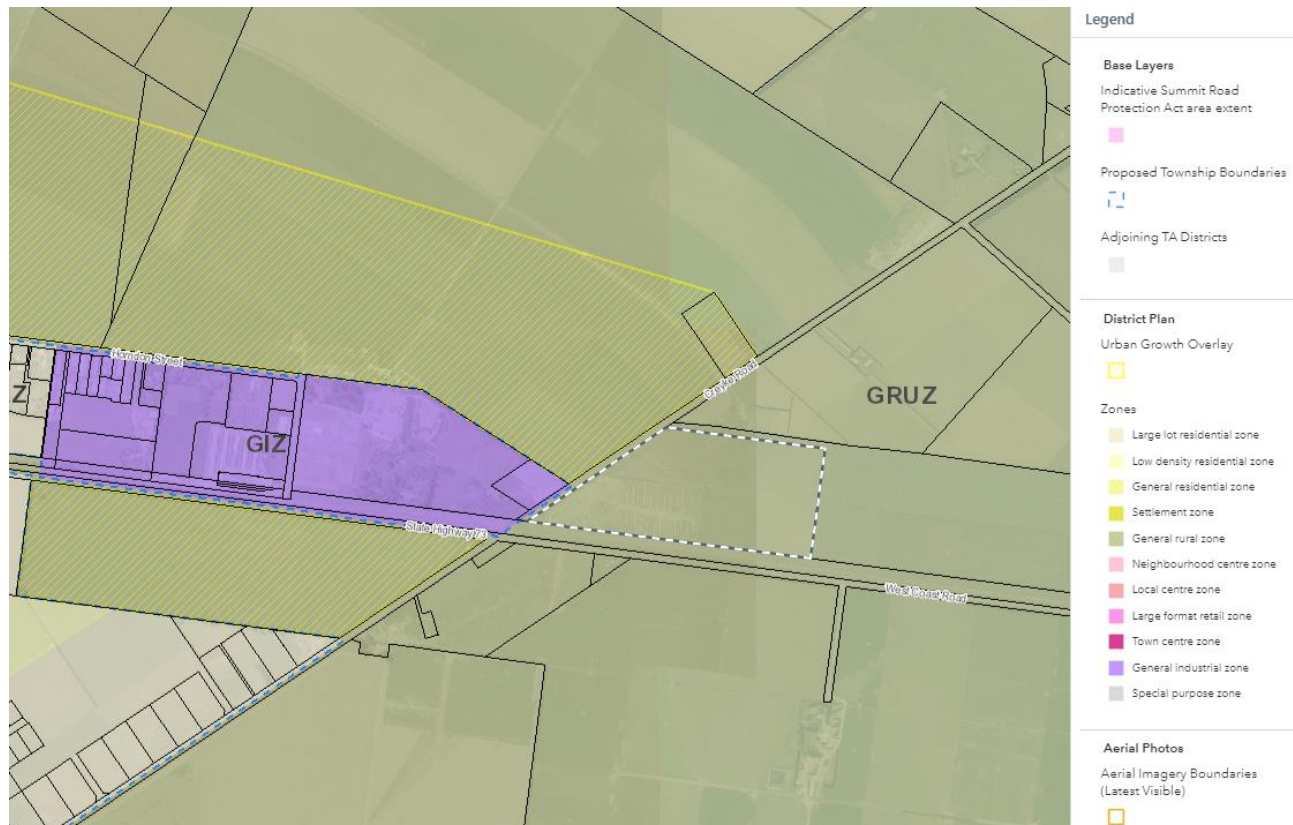 Horndon Street
Z
GIZ
Creyke Road
GRUZ
State Highway 73
West Coast Road
Legend
Base Layers
Indicative Summit Road
Protection Act area extent
Proposed Township Boundaries
Adjoining TA Districts
District Plan
Urban Growth Overlay
Zones
Large lot residential zone
Low density residential zone
General residential zone
Settlement zone
General rural zone
Neighbourhood centre zone
Local centre zone
Large format retail zone
Town centre zone
General industrial zone
Special purpose zone
Aerial Photos
Aerial Imagery Boundaries
(Latest Visible)